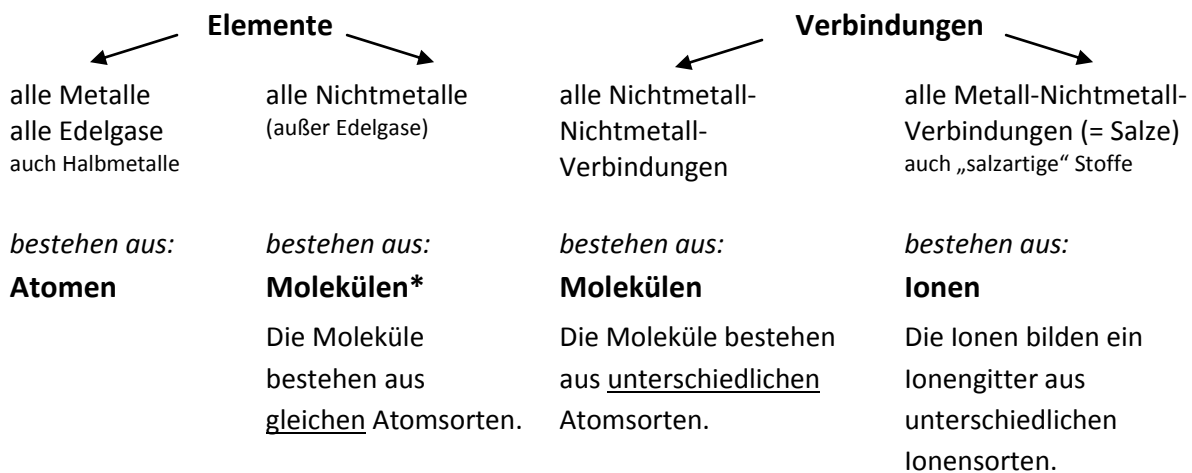 Elemente
Verbindungen
alle Metalle
alle Edelgase
auch Halbmetalle
alle Nichtmetalle
(außer Edelgase)
alle Nichtmetall-
Nichtmetall-
Verbindungen
alle Metall-Nichtmetall-
Verbindungen (= Salze)
auch „salzartige“ Stoffe
bestehen aus:
Atomen
bestehen aus:
Molekülen*
Die Moleküle
bestehen aus
gleichen Atomsorten.
bestehen aus:
Molekülen
Die Moleküle bestehen
aus unterschiedlichen
Atomsorten.
bestehen aus:
Ionen
Die Ionen bilden ein
Ionengitter aus
unterschiedlichen
Ionensorten.